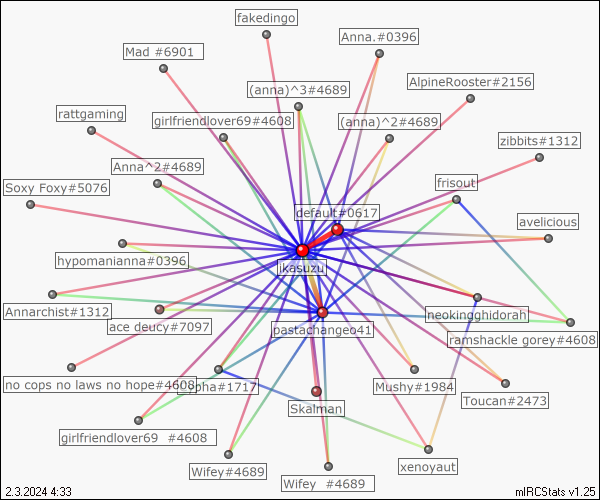 fakedingo
Anna.#0396
Mad #6901
AlpineRooster#2156
(anna)^3#4689
rattgaming
girlfriendlover69#4608
(anna)^2#4689
zibbits#1312
Anna^2#4689
frisout
Soxy Foxy#5076
default#0617
avelicious
hypomanianna#0396
ikasuzu
Annarchist#1312
neokingghidorah
ace deucy#7097
pastachangeo41
ramshackle gorey#4608
no cops no laws no hope#4608
#1717
Mushy#1984
Toucan#2473
Skalman
girlfriendlover69 #4608
Wifey#4689
xenoyaut
Wifey #4689
2.3.2024 4:33
mIRCStats v1.25